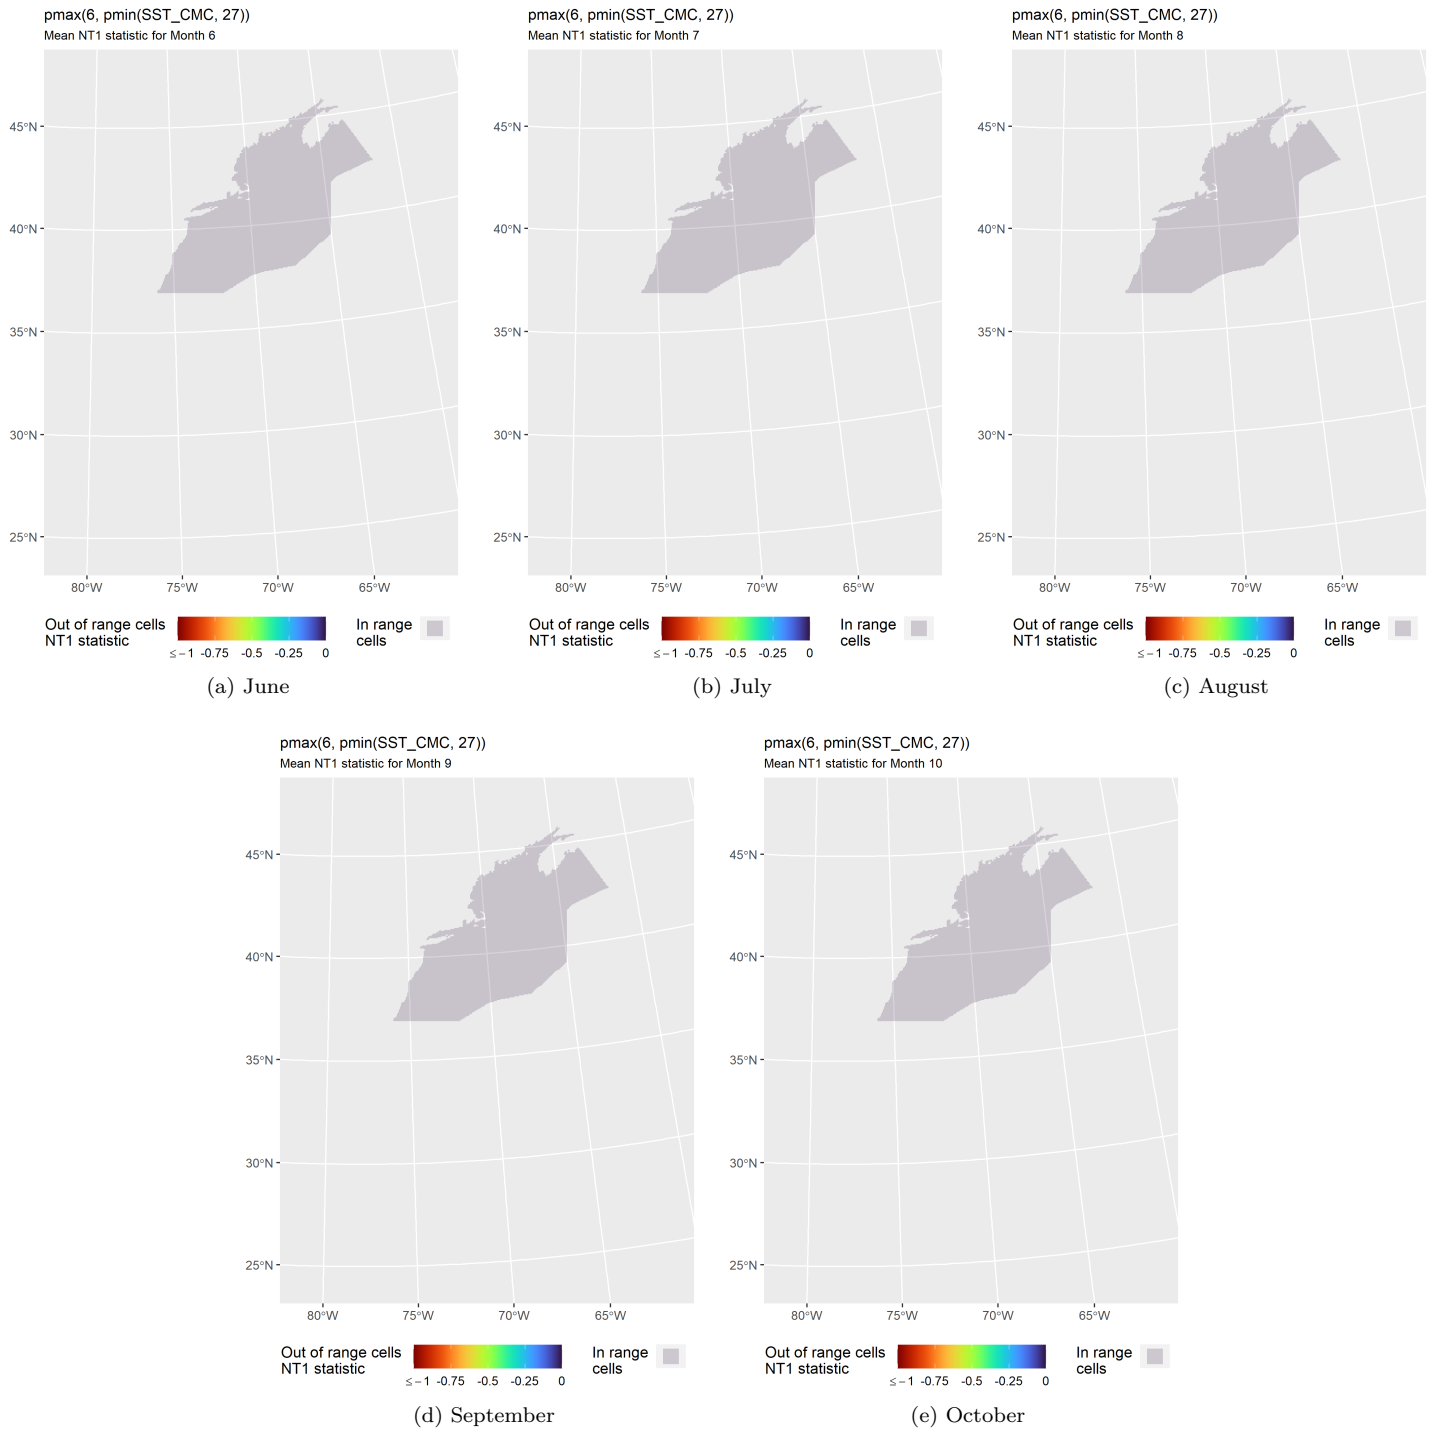 pmax(6, pmin(SST_CMC, 27))
Mean NT1 statistic for Month 6
45°N
40°N
35°N
30°N
25°N
80°W 75°W 70°W 65°W
Out of range cells
NT1 statistic
≤ − 1 -0.75 -0.5 -0.25 0
In range
cells
(a) June
pmax(6, pmin(SST_CMC, 27))
Mean NT1 statistic for Month 7
45°N
40°N
35°N
30°N
25°N
80°W 75°W 70°W 65°W
Out of range cells
NT1 statistic
≤ − 1 -0.75 -0.5 -0.25 0
In range
cells
(b) July
pmax(6, pmin(SST_CMC, 27))
Mean NT1 statistic for Month 8
45°N
40°N
35°N
30°N
25°N
80°W 75°W 70°W 65°W
Out of range cells
NT1 statistic
≤ − 1 -0.75 -0.5 -0.25 0
In range
cells
(c) August
pmax(6, pmin(SST_CMC, 27))
Mean NT1 statistic for Month 9
45°N
40°N
35°N
30°N
25°N
80°W 75°W 70°W 65°W
Out of range cells
NT1 statistic
≤ − 1 -0.75 -0.5 -0.25 0
In range
cells
(d) September
pmax(6, pmin(SST_CMC, 27))
Mean NT1 statistic for Month 10
45°N
40°N
35°N
30°N
25°N
80°W 75°W 70°W 65°W
Out of range cells
NT1 statistic
≤ − 1 -0.75 -0.5 -0.25 0
In range
cells
(e) October